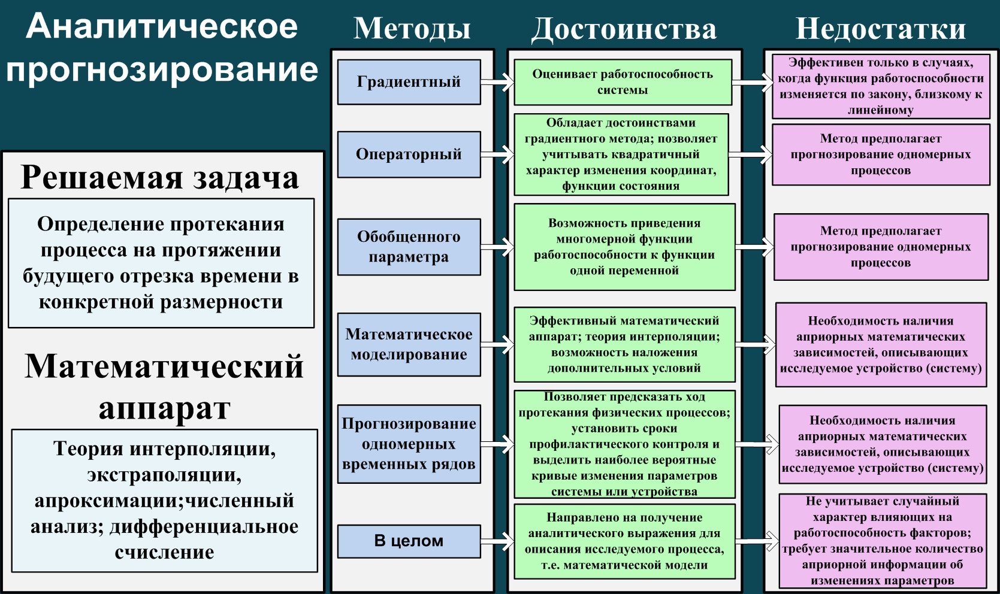 Аналитическое
прогнозирование
Решаемая задача
Определение протекания
процесса на протяжении
будущего отрезка времени в
конкретной размерности
Математический
аппарат
Теория интерполяции,
экстраполяции,
апроксимации;численный
анализ; дифференциальное
счисление
Методы
Достоинства
Недостатки
Градиентный
Оценивает работоспособность
системы
Эффективен только в случаях,
когда функция работоспособности
изменяется по закону, близкому к
линейному
Операторный
Обладает достоинствами
градиентного метода; позволяет
учитывать квадратичный
характер изменения координат,
функции состояния
Метод предполагает
прогнозирование одномерных
процессов
Обобщенного
параметра
Возможность приведения
многомерной функции
работоспособности к функции
одной переменной
Метод предполагает
прогнозирование одномерных
процессов
Математическое
моделирование
Эффективный математический
аппарат; теория интерполяции;
возможность наложения
дополнительных условий
Необходимость наличия
априорных математических
зависимостей, описывающих
исследуемое устройство (систему)
Прогнозирование
одномерных
временных рядов
Позволяет предсказать ход
протекания физических процессов;
установить сроки
профилактического контроля и
выделить наиболее вероятные
кривые изменения параметров
системы или устройства
Необходимость наличия
априорных математических
зависимостей, описывающих
исследуемое устройство (систему)
В целом
Направлено на получение
аналитического выражения для
описания исследуемого процесса,
т.е. математической модели
Не учитывает случайный
характер влияющих на
работоспособность факторов;
требует значительное количество
априорной информации об
изменениях параметров